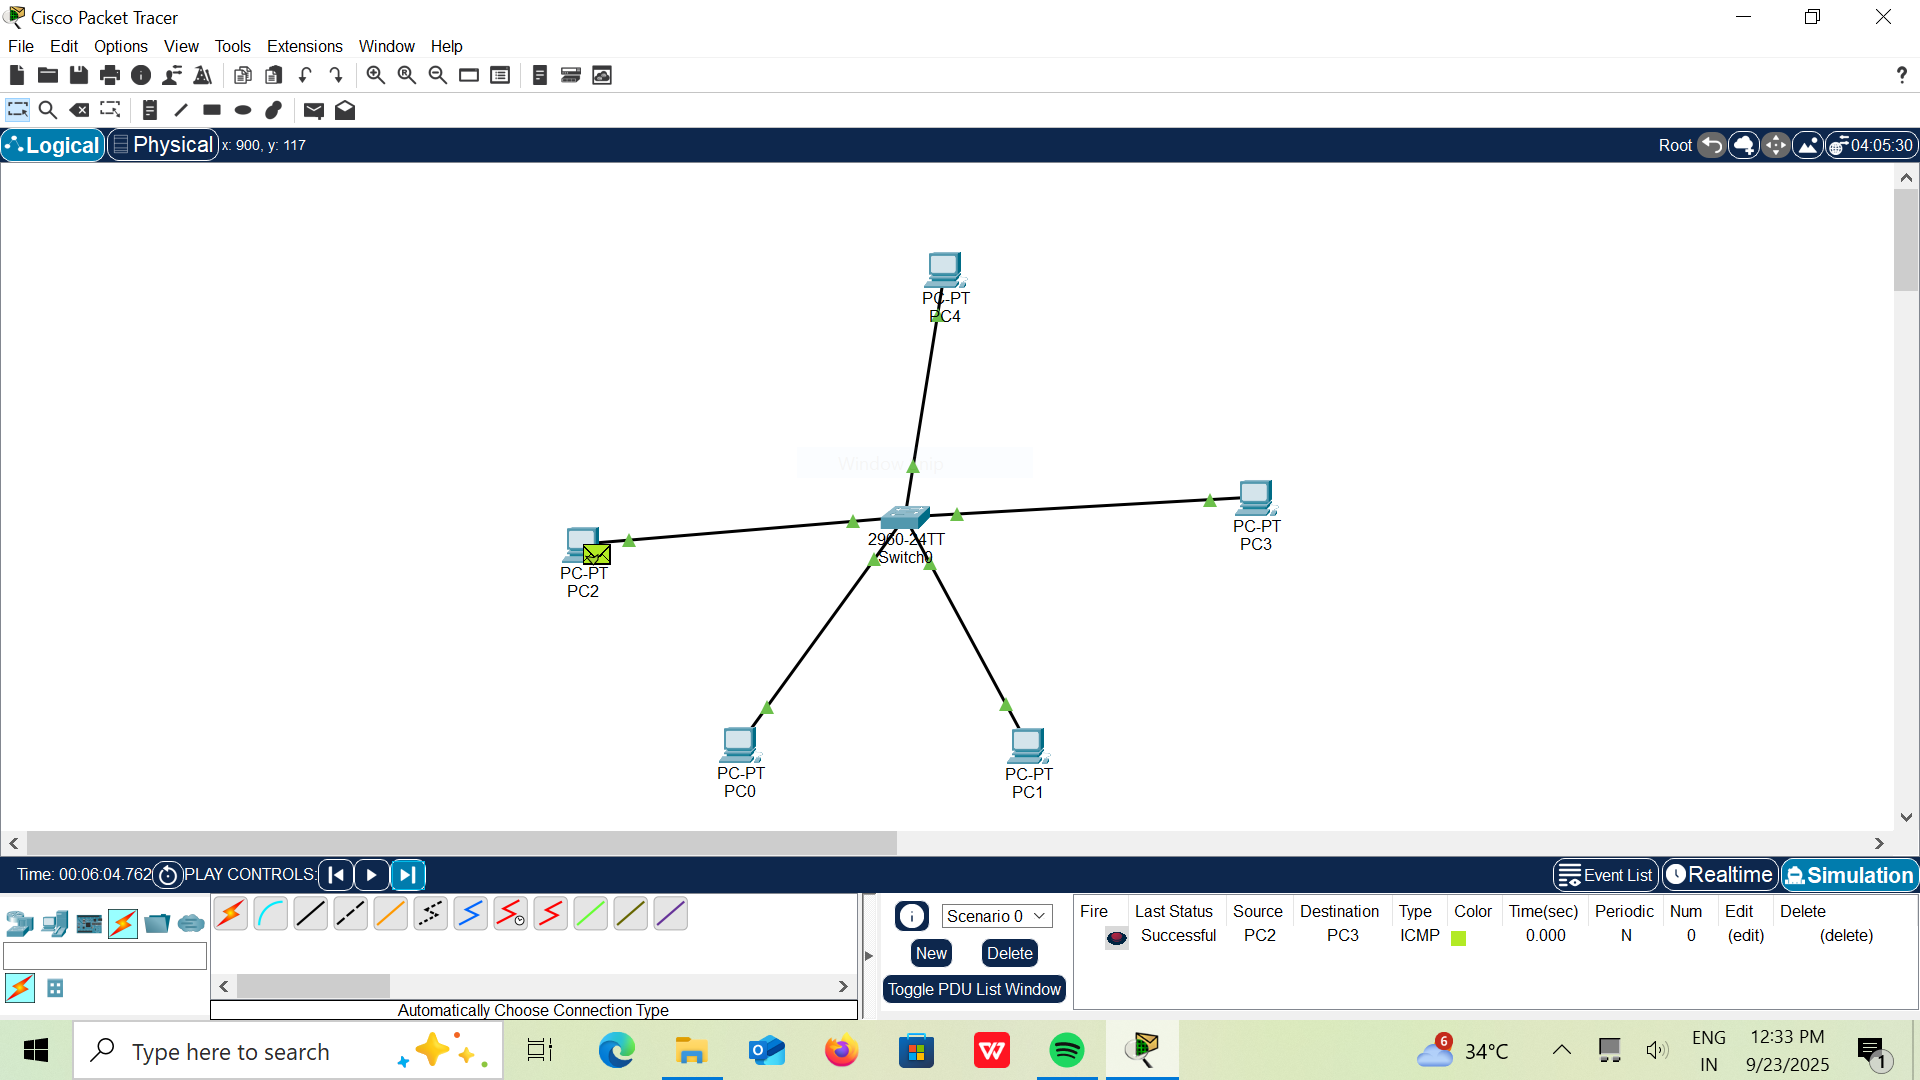 Cisco Packet Tracer
File Edit Options View Tools Extensions Window Help
?
Logical Physical x: 900, y: 117 Root 04:05:30
PC-PT
PC4
Window Snip
PC-PT
PC3
2960-24TT
Switch0
PC-PT
PC2
PC-PT
PC0
PC-PT
PC1
Time: 00:06:04.762 PLAY CONTROLS: Event List Realtime Simulation
Scenario 0
New Delete
Toggle PDU List Window
Fire Last Status Source Destination Type Color Time(sec) Periodic Num Edit Delete
Successful PC2 PC3 ICMP 0.000 N 0 (edit) (delete)
Automatically Choose Connection Type
Type here to search
6 34°C
ENG
IN
12:33 PM
9/23/2025
1